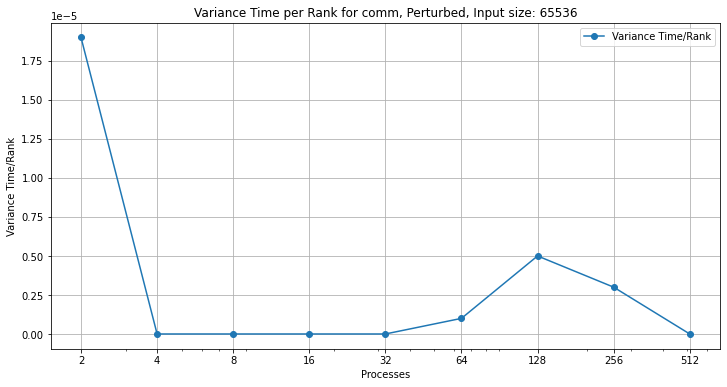 Variance Time per Rank for comm, Perturbed, Input size: 65536
1e−5
Variance Time/Rank
1.75
1.50
1.25
1.00
0.75
0.50
0.25
0.00
Variance Time/Rank
2 4 8 16 32 64 128 256 512
Processes